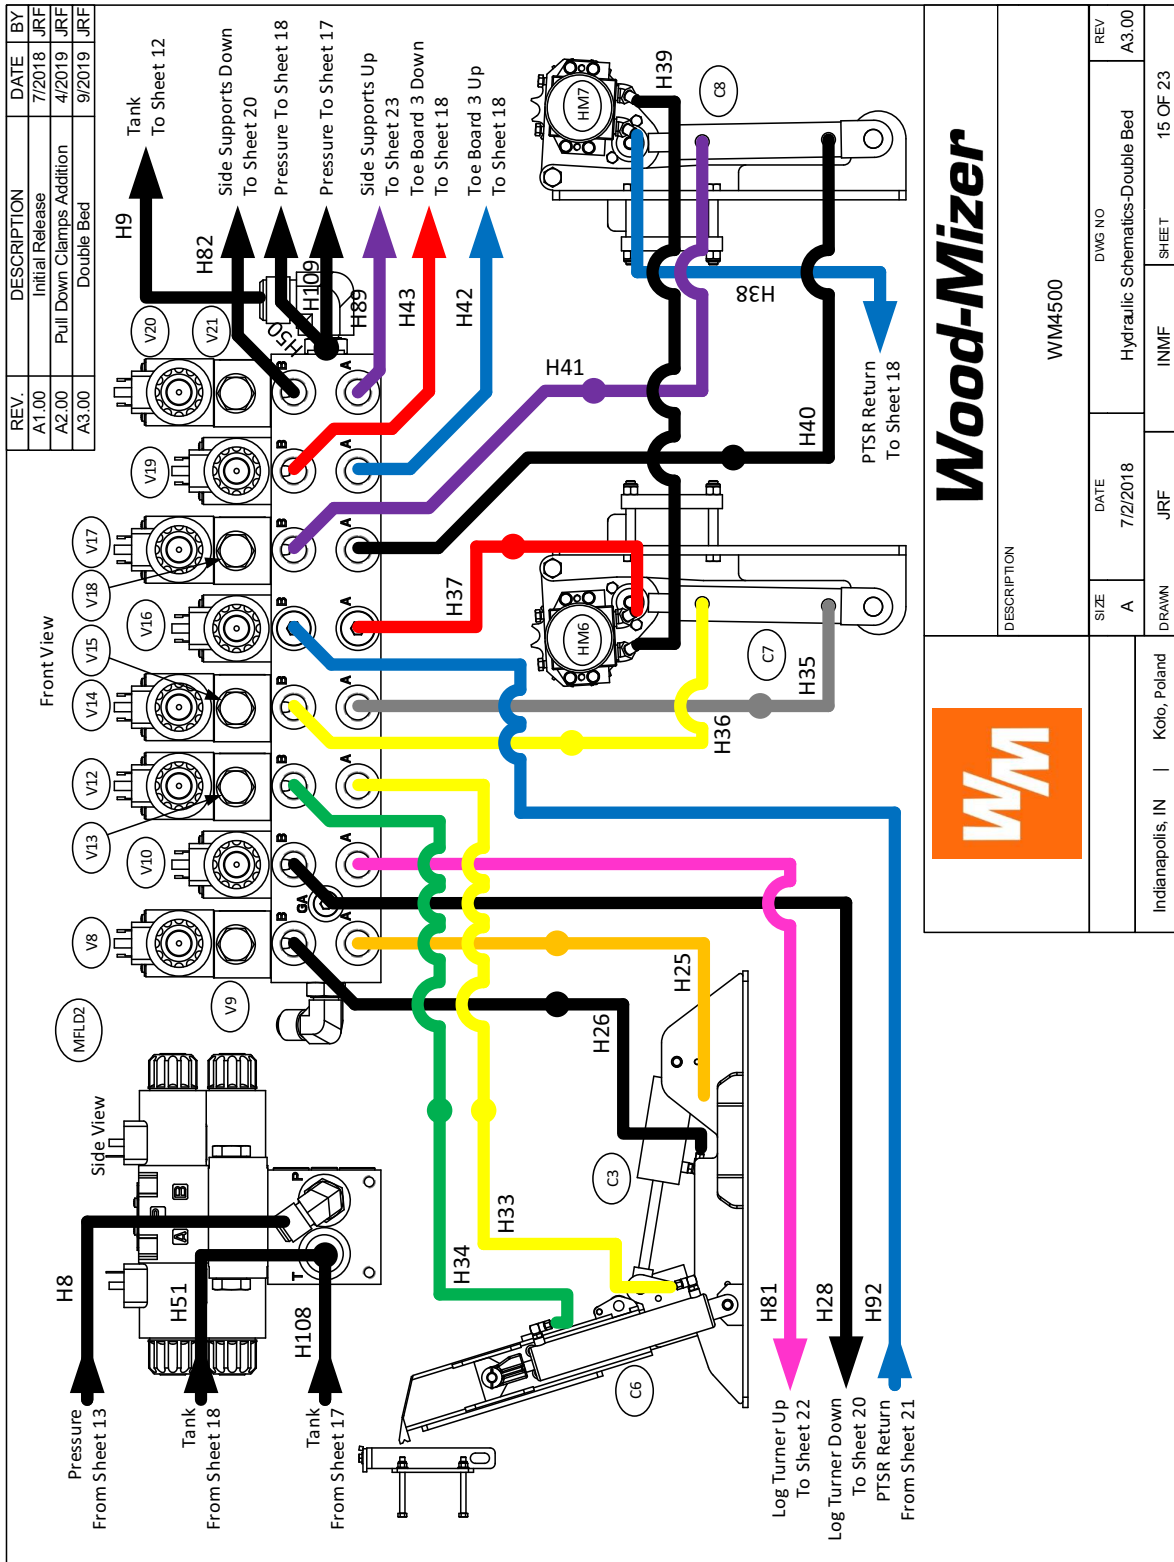 REV.	DESCRIPTION	DATE	BY
A1.00	Initial Release	7/2018	JRF
A2.00	Pull Down Clamps Addition	4/2019	JRF
A3.00	Double Bed	9/2019	JRF
Side View
Front View
MFLD2
V8
V9
V10
V12
V13
V14
V15
V16
V17
V18
V19
V20
V21
B
B
B
B
B
B
B
B
A
A
A
A
A
A
A
A
GA
T
P
A
P
B
Pressure
From Sheet 13
H8
Tank
From Sheet 18
H51
Tank
From Sheet 17
H108
Tank
To Sheet 12
H9
Side Supports Down
To Sheet 20
H82
Pressure To Sheet 18
H50
Pressure To Sheet 17
H109
Side Supports Up
To Sheet 23
H89
Toe Board 3 Down
To Sheet 18
H43
Toe Board 3 Up
To Sheet 18
H42
H41
H40
H39
H38
H37
H36
H35
H34
H33
H26
H25
HM7
C8
HM6
C7
C3
C6
PTSR Return
To Sheet 18
Log Turner Up
To Sheet 22
H81
Log Turner Down
To Sheet 20
H28
PTSR Return
From Sheet 21
H92
Wood-Mizer
WM
Indianapolis, IN | Koło, Poland
DESCRIPTION
WM4500
SIZE
A
DATE
7/2/2018
DWG NO
Hydraulic Schematics-Double Bed
REV
A3.00
DRAWN
JRF
INMF
SHEET
15 OF 23